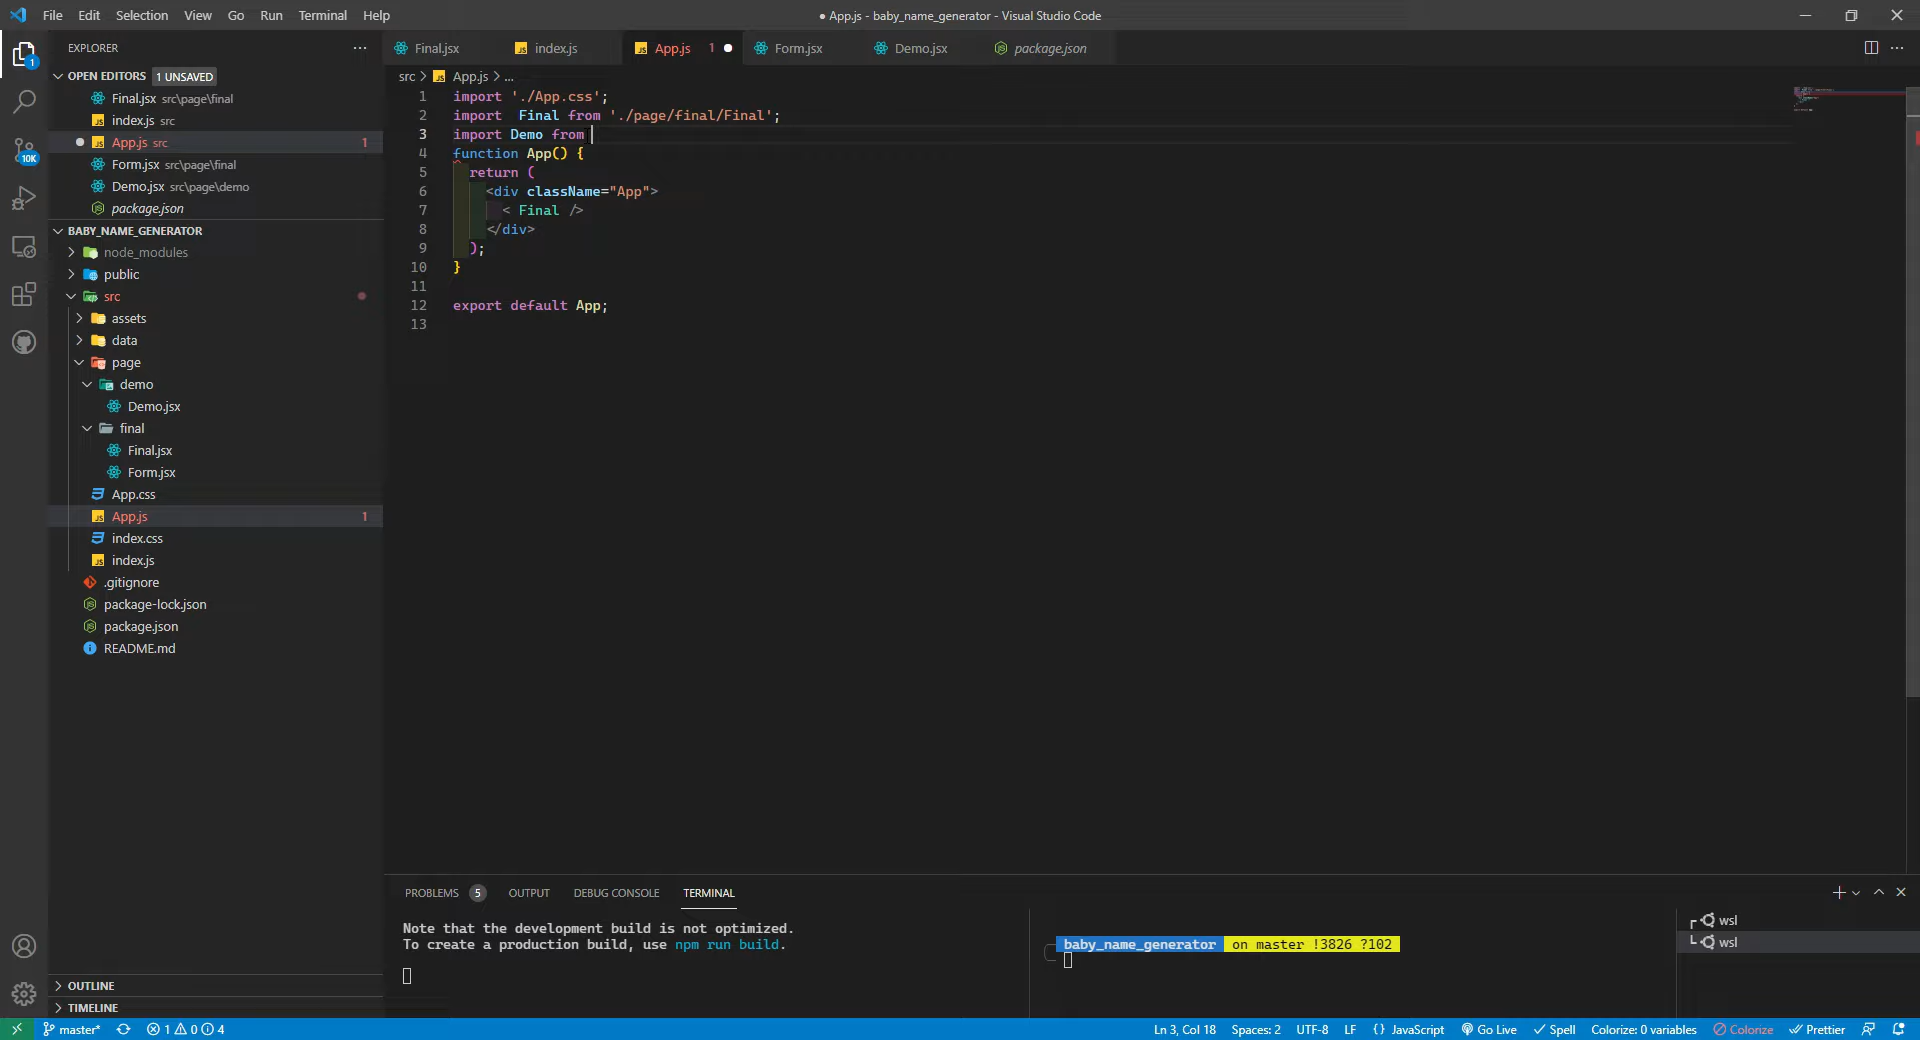 File Edit Selection View Go Run Terminal Help
● App.js - baby_name_generator - Visual Studio Code
EXPLORER
1
10K
OPEN EDITORS 1 UNSAVED
Final.jsx src\page\final
index.js src
App.js src 1
Form.jsx src\page\final
Demo.jsx src\page\demo
package.json
BABY_NAME_GENERATOR
node_modules
public
src
assets
data
page
demo
Demo.jsx
final
Final.jsx
Form.jsx
App.css
App.js 1
index.css
index.js
.gitignore
package-lock.json
package.json
README.md
OUTLINE
TIMELINE
Final.jsx index.js App.js 1 Form.jsx Demo.jsx package.json
src > App.js > ...
1 import './App.css';
2 import  Final from './page/final/Final';
3 import Demo from
4 function App() {
5 return (
6 <div className="App">
7 < Final />
8 </div>
9 );
10 }
11
12 export default App;
13
PROBLEMS 5 OUTPUT DEBUG CONSOLE TERMINAL
Note that the development build is not optimized.
To create a production build, use npm run build.
baby_name_generator on master !3826 ?102
wsl
wsl
master* 1 0 4
Ln 3, Col 18 Spaces: 2 UTF-8 LF {} JavaScript Go Live Spell Colorize: 0 variables Colorize Prettier